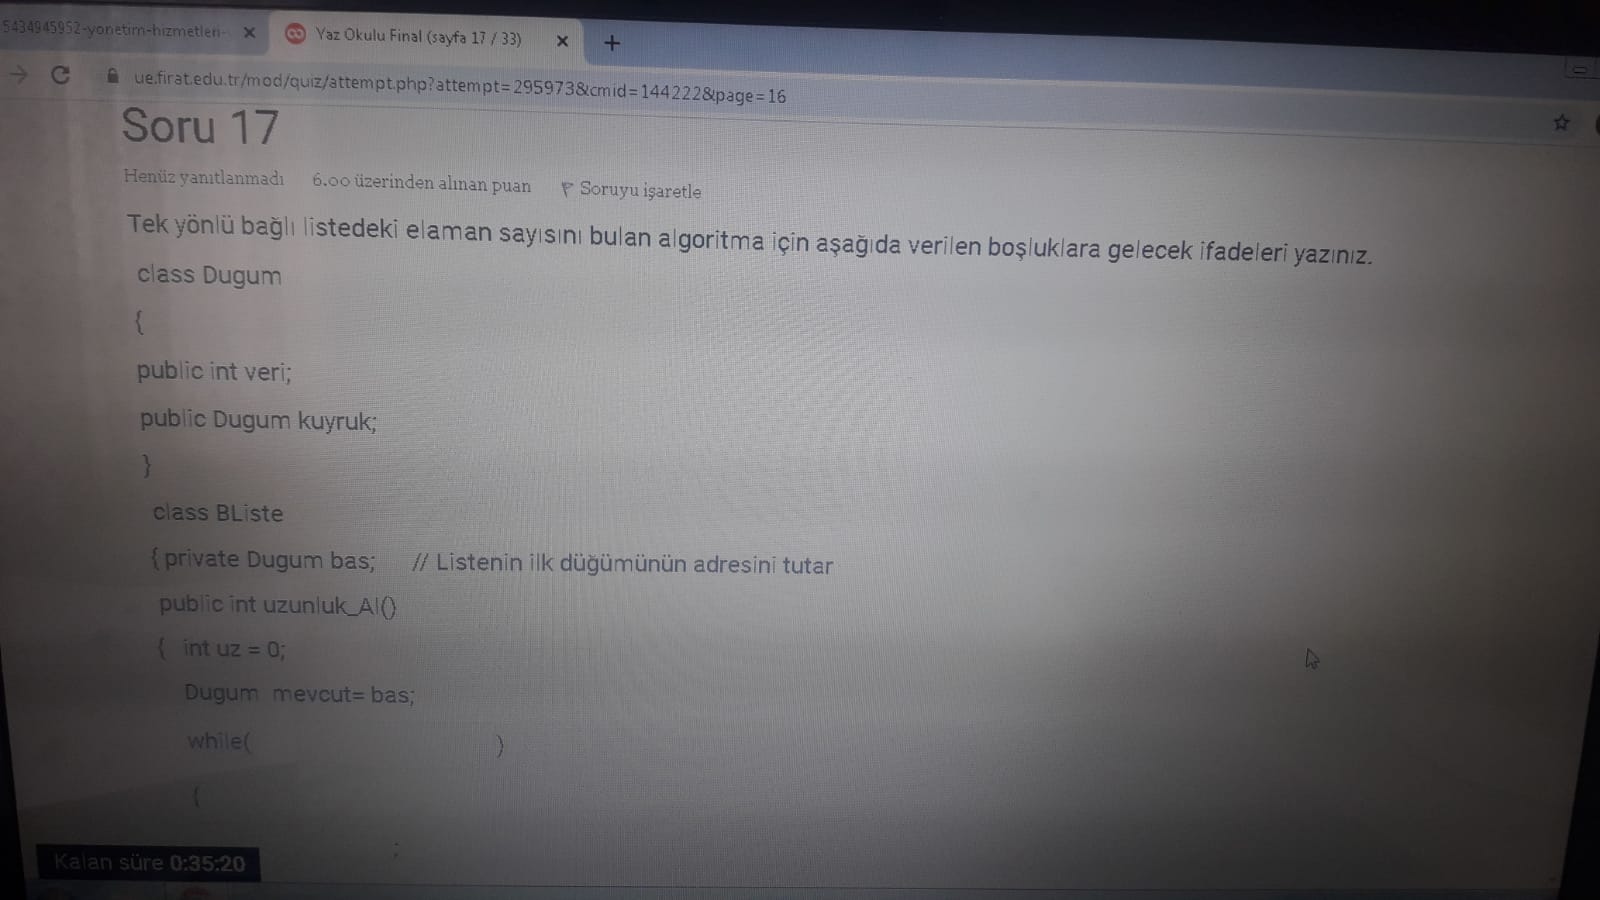 5434945952-yonetim-hizmetleri-
Yaz Okulu Final (sayfa 17 / 33)
ue.firat.edu.tr/mod/quiz/attempt.php?attempt=295973&cmid=144222&page=16
Soru 17
Henüz yanıtlanmadı 6.00 üzerinden alınan puan Soruyu işaretle
Tek yönlü bağlı listedeki elaman sayısını bulan algoritma için aşağıda verilen boşluklara gelecek ifadeleri yazınız.
class Dugum
{
public int veri;
public Dugum kuyruk;
}
class BListe
{ private Dugum bas; // Listenin ilk düğümünün adresini tutar
public int uzunluk_Al()
{ int uz = 0;
Dugum mevcut= bas;
while( )
{
;
Kalan süre 0:35:20